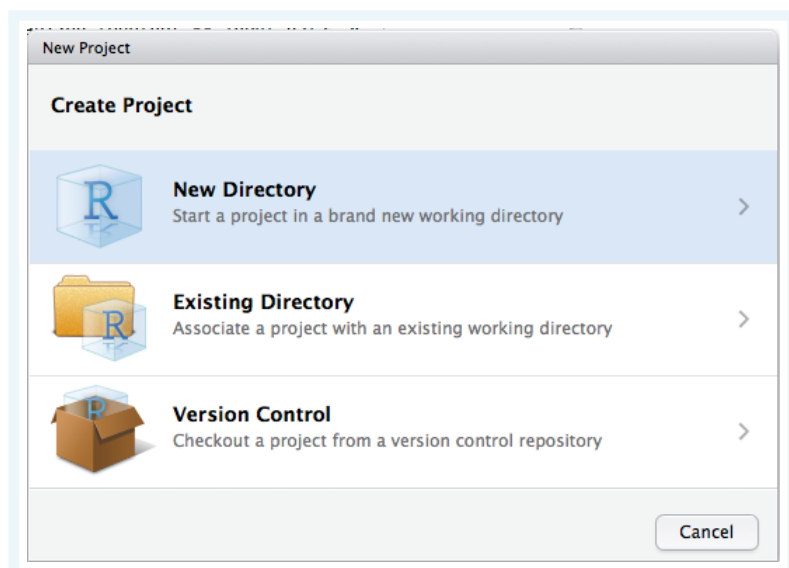 New Project
Create Project
R
New Directory
Start a project in a brand new working directory
R
Existing Directory
Associate a project with an existing working directory
R
Version Control
Checkout a project from a version control repository
Cancel